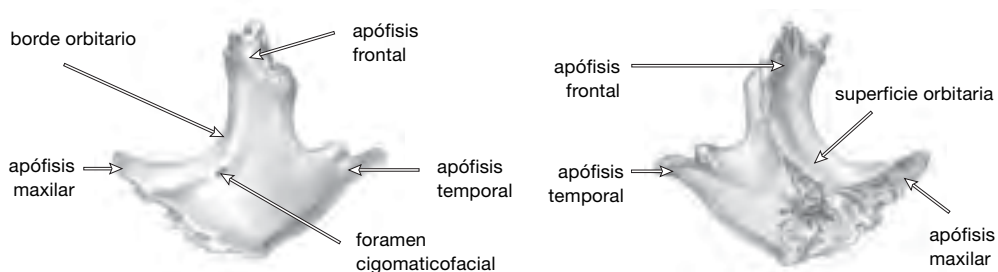 borde orbitario
apófisis
frontal
apófisis
maxilar
apófisis
temporal
foramen
cigomaticofacial
apófisis
frontal
superficie orbitaria
apófisis
temporal
apófisis
maxilar